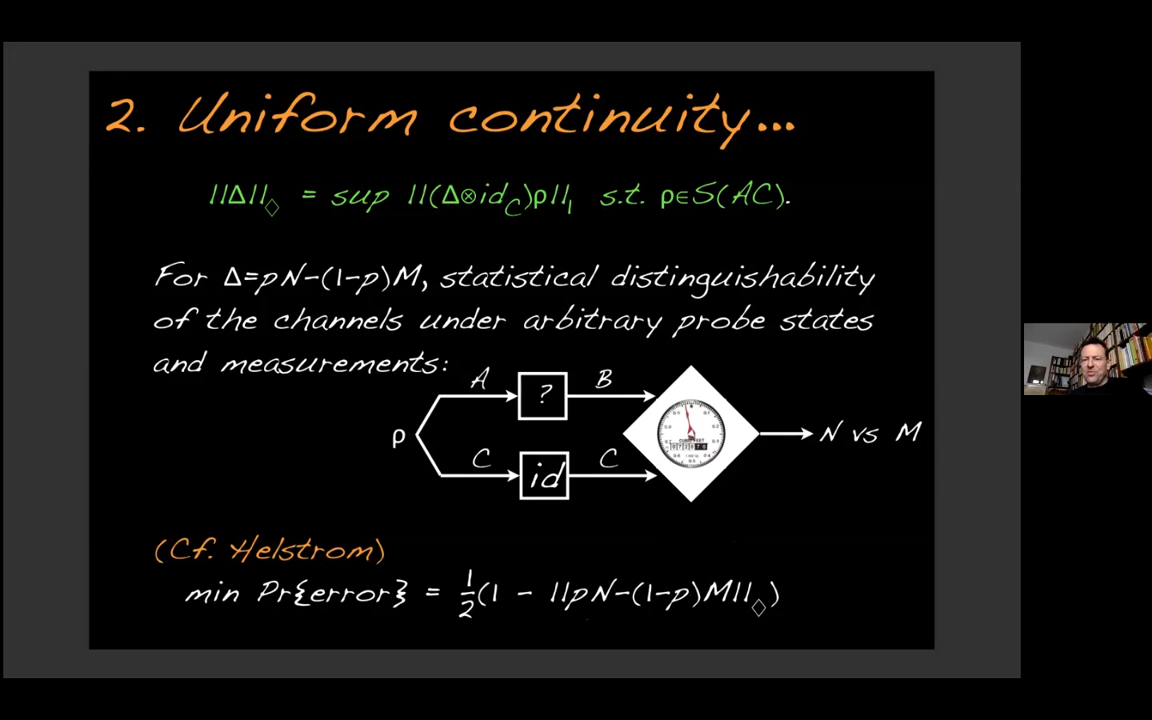 2. Uniform continuity...
||Δ||◇ = sup ||(Δ⊗id_C)ρ||₁ s.t. ρ∈S(AC).
For Δ=pN-(1-p)M, statistical distinguishability
of the channels under arbitrary probe states
and measurements:
A ? B
ρ
N vs M
C id C
(Cf. Helstrom)
min Pr{error} = ½(1 - ||pN-(1-p)M||◇)